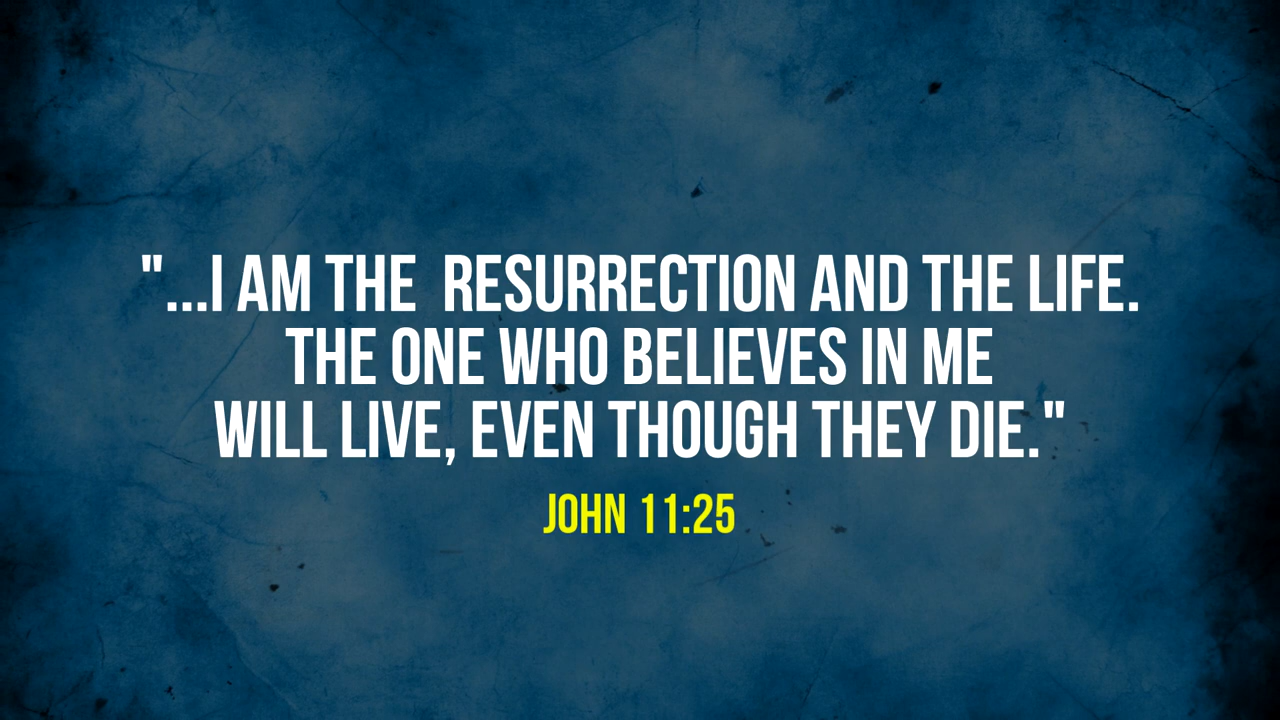 "...I AM THE  RESURRECTION AND THE LIFE.
THE ONE WHO BELIEVES IN ME
WILL LIVE, EVEN THOUGH THEY DIE."
JOHN 11:25